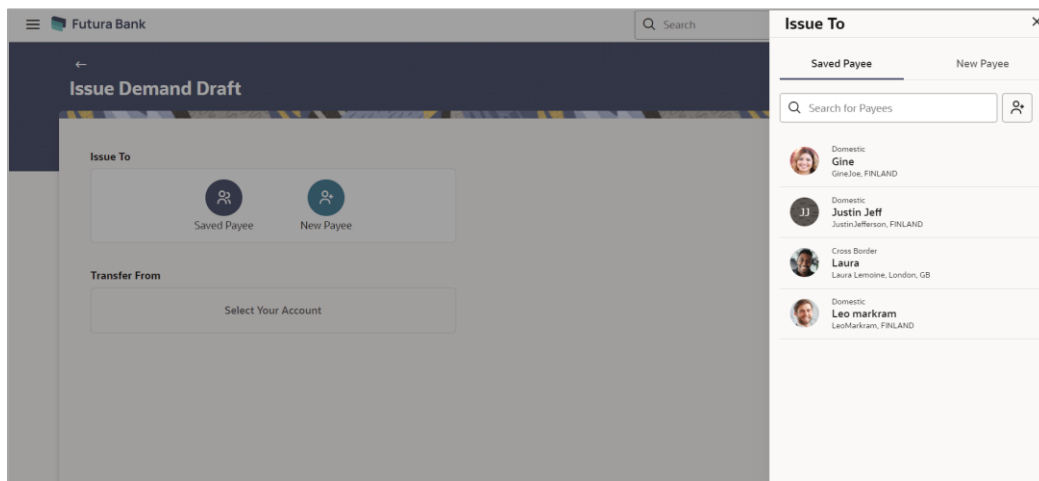 Futura Bank
Search
Issue Demand Draft
Issue To
Saved Payee
New Payee
Transfer From
Select Your Account
Issue To
Saved Payee
New Payee
Search for Payees
Domestic
Gine
GineJoe, FINLAND
JJ
Domestic
Justin Jeff
JustinJefferson, FINLAND
Cross Border
Laura
Laura Lemoine, London, GB
Domestic
Leo markram
LeoMarkram, FINLAND